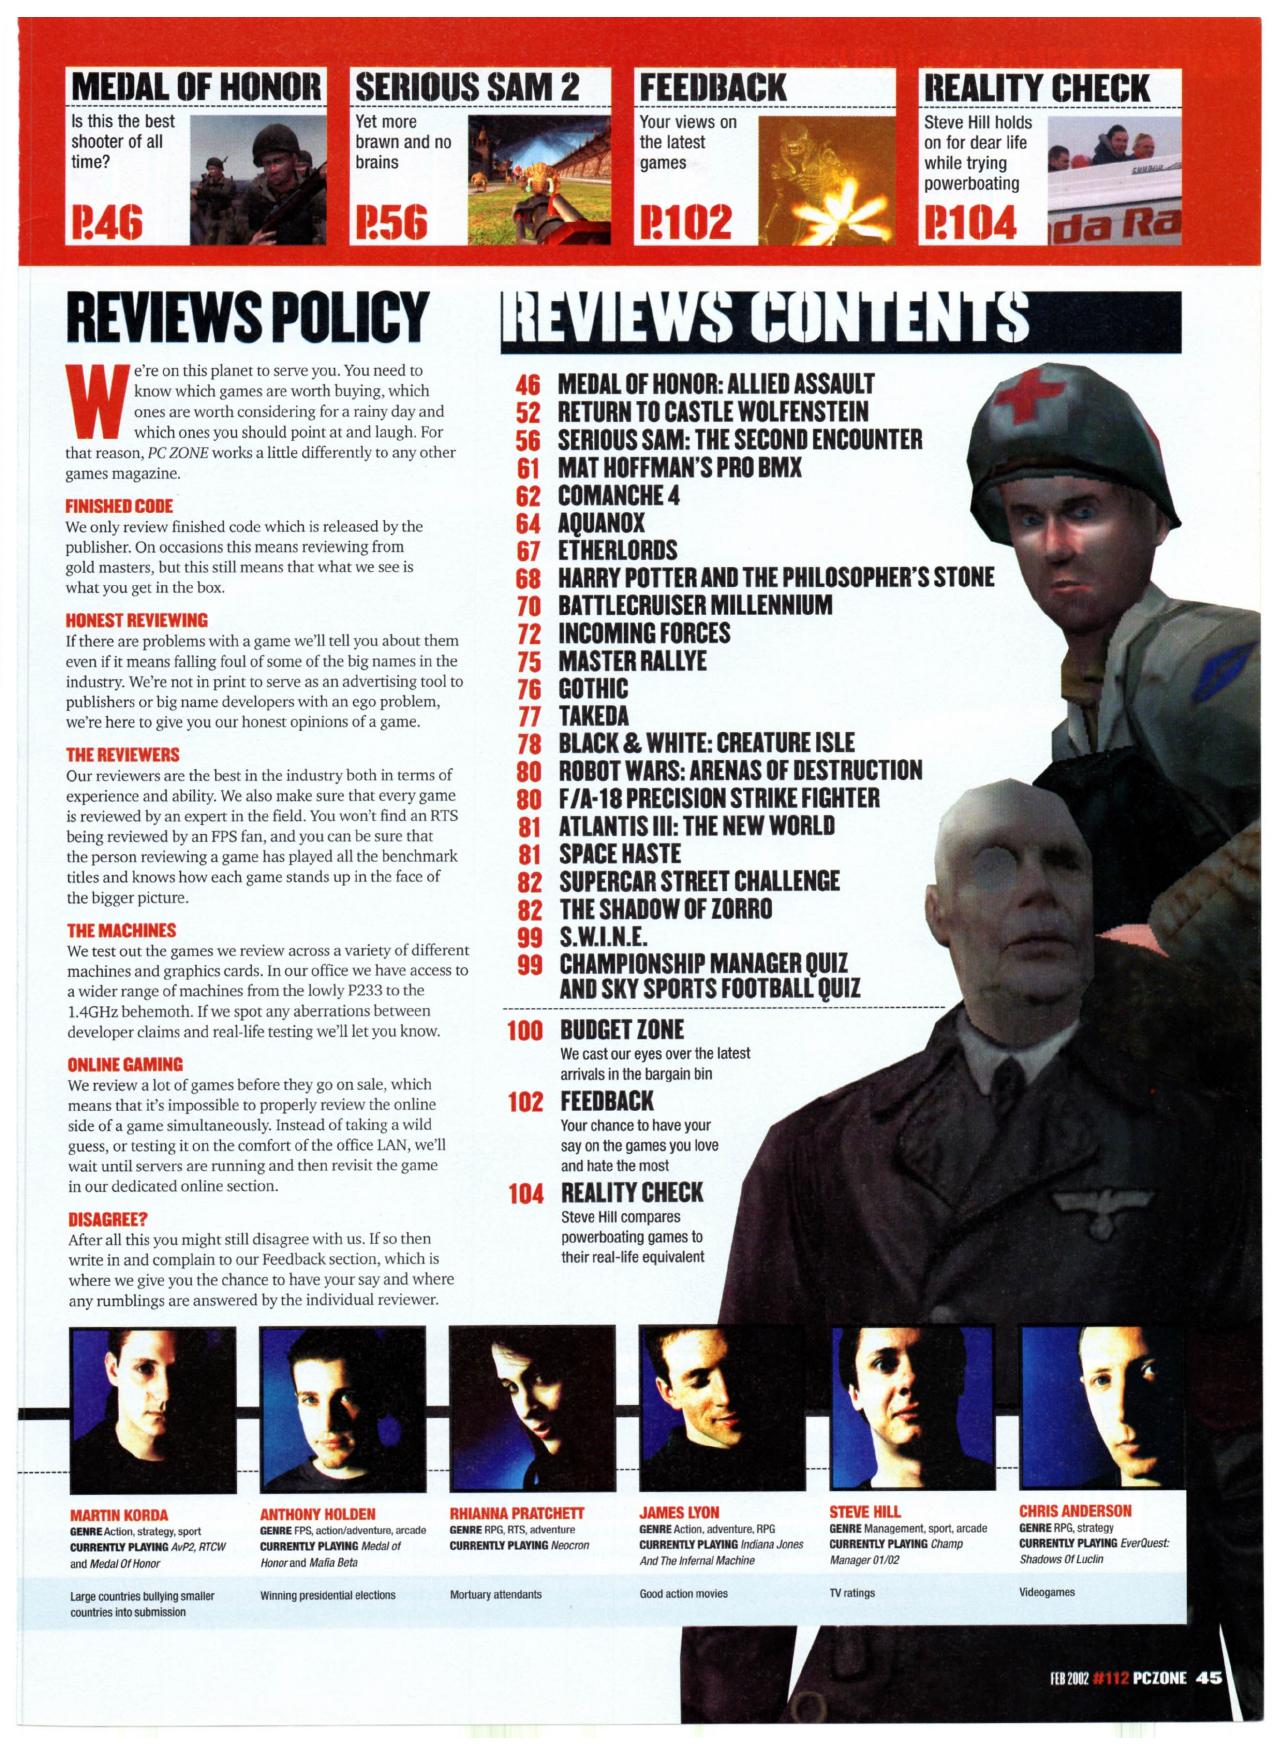 MEDAL OF HONOR
Is this the best
shooter of all
time?
P.46
SERIOUS SAM 2
Yet more
brawn and no
brains
P.56
FEEDBACK
Your views on
the latest
games
P.102
REALITY CHECK
Steve Hill holds
on for dear life
while trying
powerboating
P.104
da Ra
REVIEWS POLICY
We're on this planet to serve you. You need to
know which games are worth buying, which
ones are worth considering for a rainy day and
which ones you should point at and laugh. For
that reason, PC ZONE works a little differently to any other
games magazine.
FINISHED CODE
We only review finished code which is released by the
publisher. On occasions this means reviewing from
gold masters, but this still means that what we see is
what you get in the box.
HONEST REVIEWING
If there are problems with a game we'll tell you about them
even if it means falling foul of some of the big names in the
industry. We're not in print to serve as an advertising tool to
publishers or big name developers with an ego problem,
we're here to give you our honest opinions of a game.
THE REVIEWERS
Our reviewers are the best in the industry both in terms of
experience and ability. We also make sure that every game
is reviewed by an expert in the field. You won't find an RTS
being reviewed by an FPS fan, and you can be sure that
the person reviewing a game has played all the benchmark
titles and knows how each game stands up in the face of
the bigger picture.
THE MACHINES
We test out the games we review across a variety of different
machines and graphics cards. In our office we have access to
a wider range of machines from the lowly P233 to the
1.4GHz behemoth. If we spot any aberrations between
developer claims and real-life testing we'll let you know.
ONLINE GAMING
We review a lot of games before they go on sale, which
means that it's impossible to properly review the online
side of a game simultaneously. Instead of taking a wild
guess, or testing it on the comfort of the office LAN, we'll
wait until servers are running and then revisit the game
in our dedicated online section.
DISAGREE?
After all this you might still disagree with us. If so then
write in and complain to our Feedback section, which is
where we give you the chance to have your say and where
any rumblings are answered by the individual reviewer.
REVIEWS CONTENTS
46 MEDAL OF HONOR: ALLIED ASSAULT
52 RETURN TO CASTLE WOLFENSTEIN
56 SERIOUS SAM: THE SECOND ENCOUNTER
61 MAT HOFFMAN'S PRO BMX
62 COMANCHE 4
64 AQUANOX
67 ETHERLORDS
68 HARRY POTTER AND THE PHILOSOPHER'S STONE
70 BATTLECRUISER MILLENNIUM
72 INCOMING FORCES
75 MASTER RALLYE
76 GOTHIC
77 TAKEDA
78 BLACK & WHITE: CREATURE ISLE
80 ROBOT WARS: ARENAS OF DESTRUCTION
80 F/A-18 PRECISION STRIKE FIGHTER
81 ATLANTIS III: THE NEW WORLD
81 SPACE HASTE
82 SUPERCAR STREET CHALLENGE
82 THE SHADOW OF ZORRO
99 S.W.I.N.E.
99 CHAMPIONSHIP MANAGER QUIZ
AND SKY SPORTS FOOTBALL QUIZ
100 BUDGET ZONE
We cast our eyes over the latest
arrivals in the bargain bin
102 FEEDBACK
Your chance to have your
say on the games you love
and hate the most
104 REALITY CHECK
Steve Hill compares
powerboating games to
their real-life equivalent
MARTIN KORDA
GENRE Action, strategy, sport
CURRENTLY PLAYING AvP2, RTCW
and Medal Of Honor
Large countries bullying smaller
countries into submission
ANTHONY HOLDEN
GENRE FPS, action/adventure, arcade
CURRENTLY PLAYING Medal of
Honor and Mafia Beta
Winning presidential elections
RHIANNA PRATCHETT
GENRE RPG, RTS, adventure
CURRENTLY PLAYING Neocron
Mortuary attendants
JAMES LYON
GENRE Action, adventure, RPG
CURRENTLY PLAYING Indiana Jones
And The Infernal Machine
Good action movies
STEVE HILL
GENRE Management, sport, arcade
CURRENTLY PLAYING Champ
Manager 01/02
TV ratings
CHRIS ANDERSON
GENRE RPG, strategy
CURRENTLY PLAYING EverQuest:
Shadows Of Luclin
Videogames
FEB 2002 #112 PCZONE 45